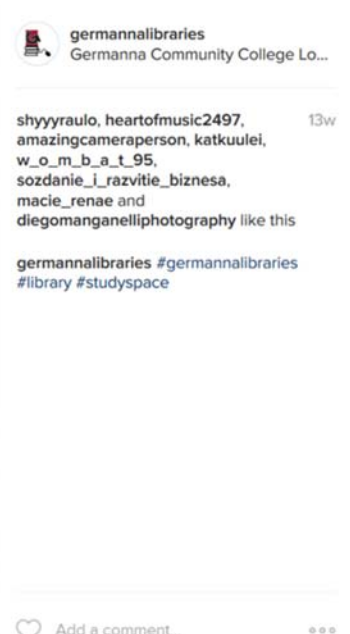 germannalibraries
Germanna Community College Lo...
shyyyraulo, heartofmusic2497, 13w
amazingcameraperson, katkuulei,
w_o_m_b_a_t_95,
sozdanie_i_razvitie_biznesa,
macie_renae and
diegomanganelliphotography like this
germannalibraries #germannalibraries
#library #studyspace
Add a comment